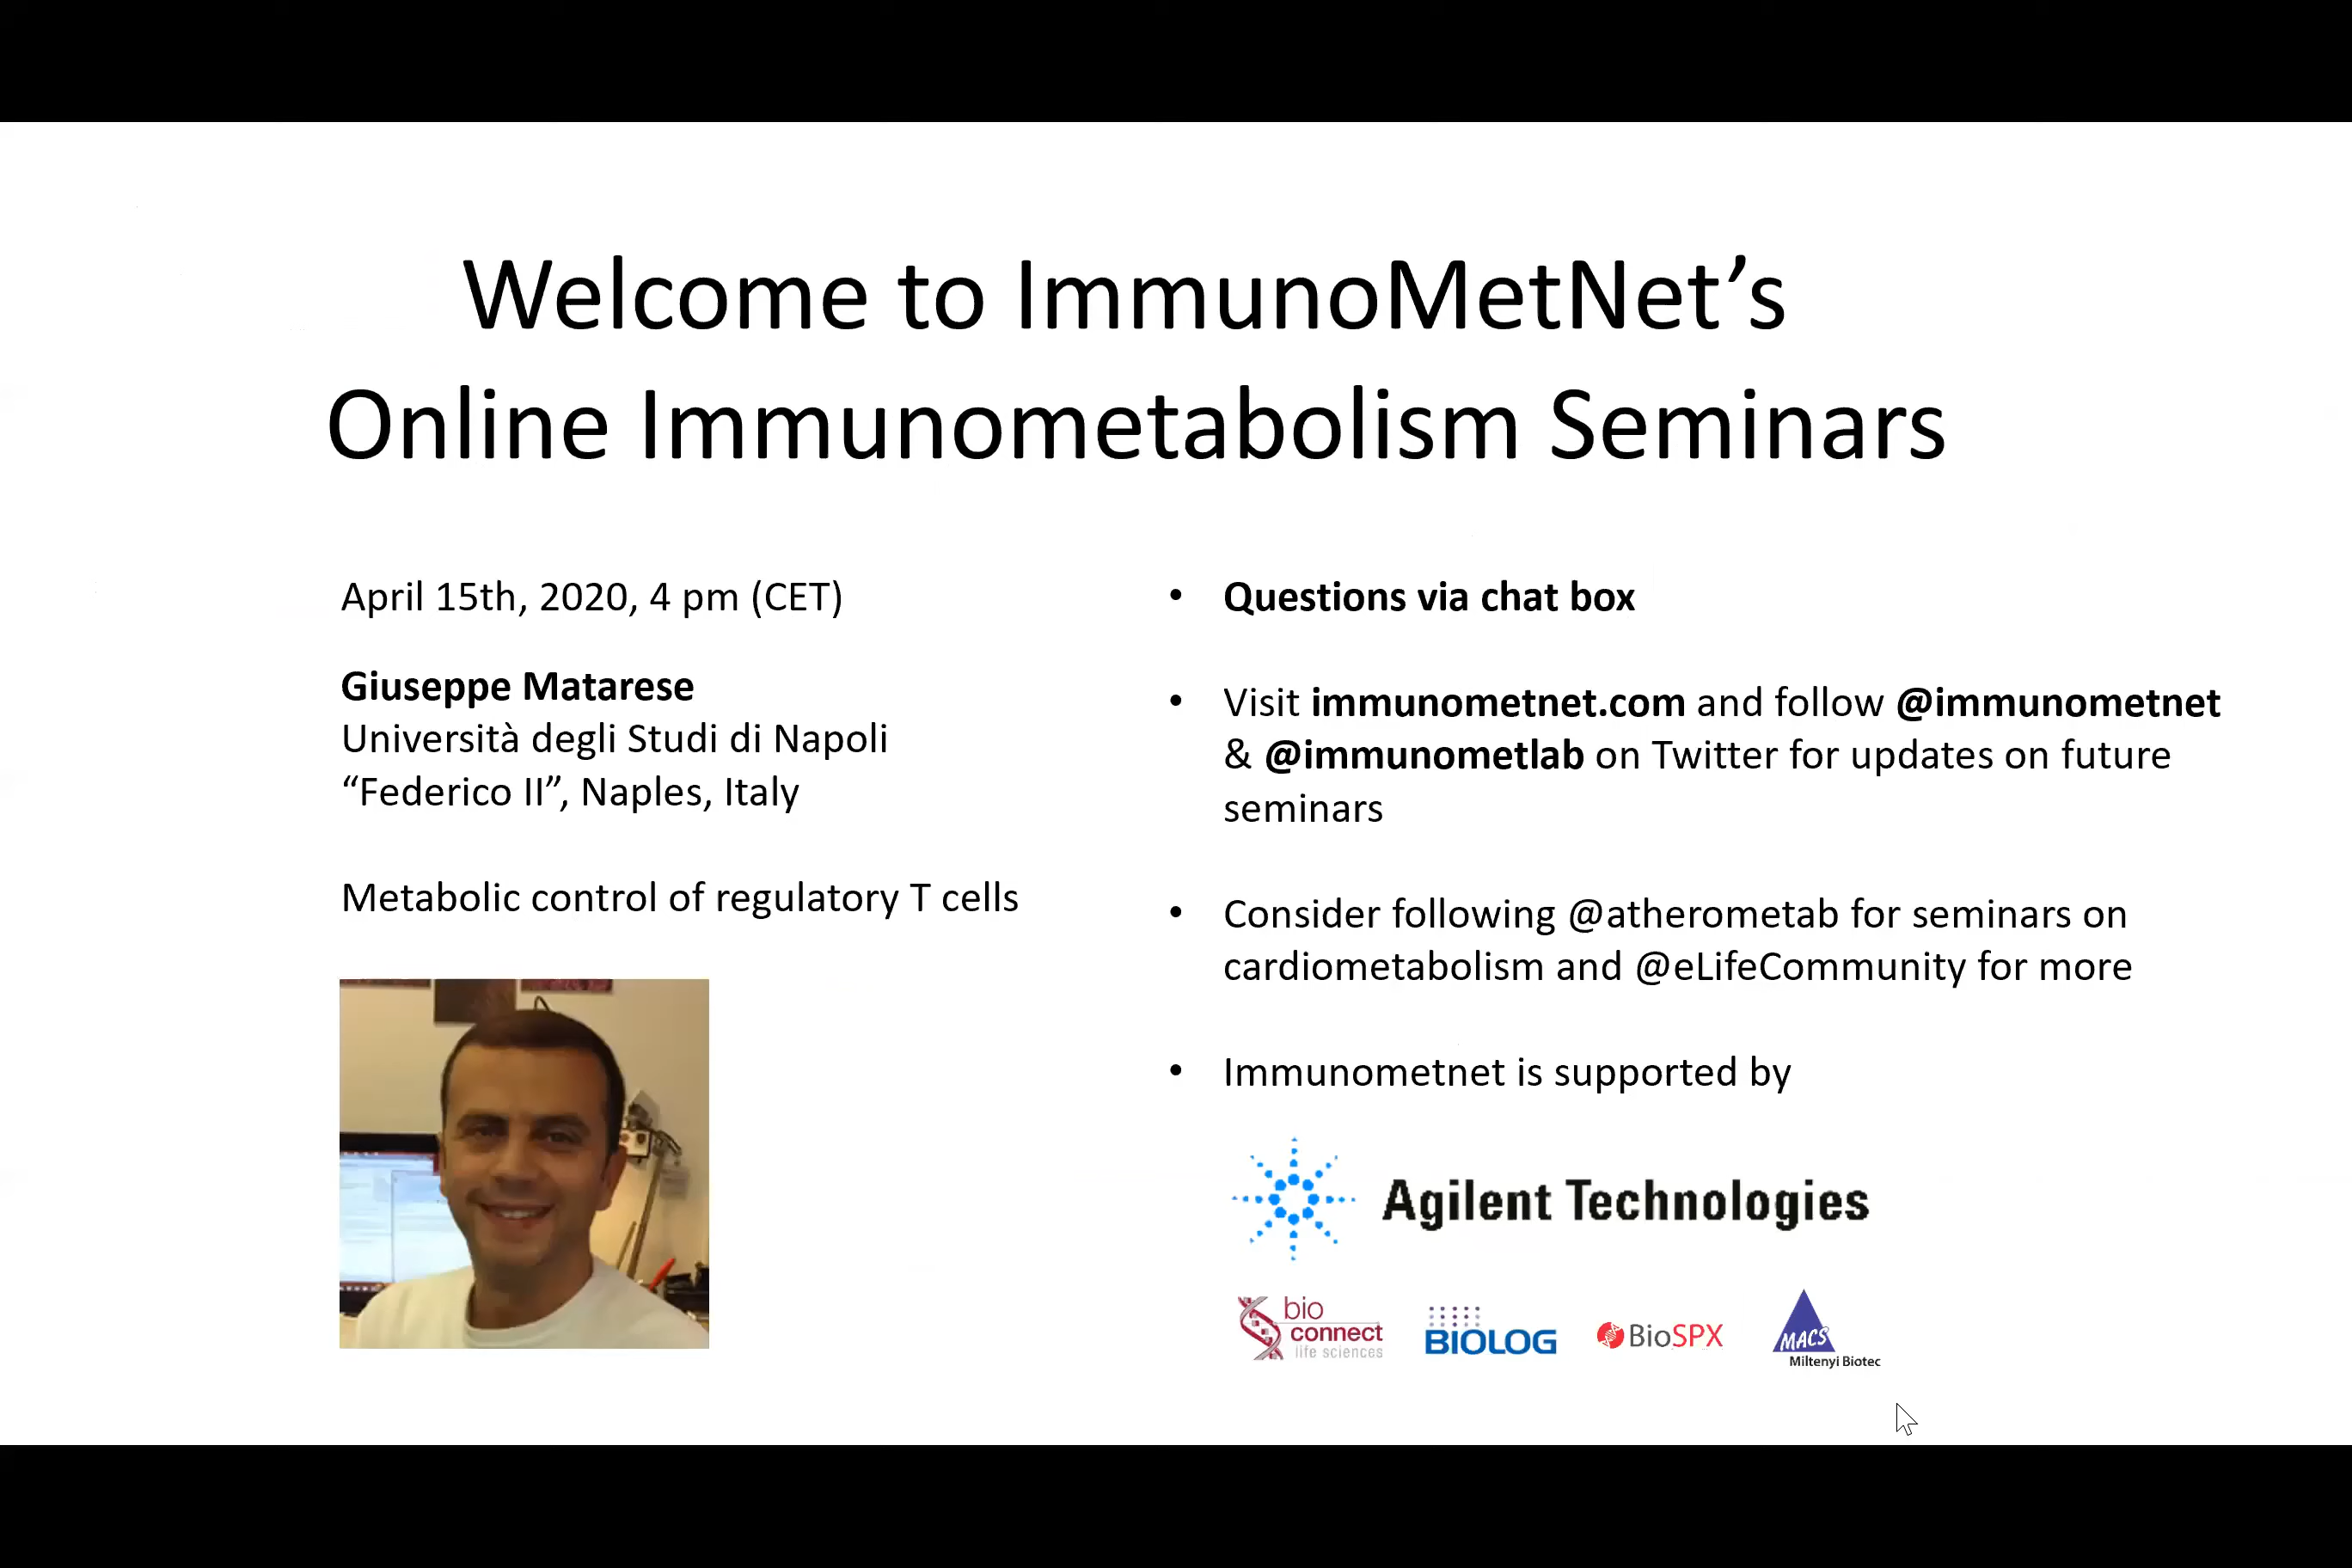 Welcome to ImmunoMetNet’s
Online Immunometabolism Seminars
April 15th, 2020, 4 pm (CET)
Giuseppe Matarese
Università degli Studi di Napoli
“Federico II”, Naples, Italy
Metabolic control of regulatory T cells
• Questions via chat box
• Visit immunometnet.com and follow @immunometnet
& @immunometlab on Twitter for updates on future
seminars
• Consider following @atherometab for seminars on
cardiometabolism and @eLifeCommunity for more
• Immunometnet is supported by
Agilent Technologies
bio
connect
life sciences
BIOLOG
BioSPX
MACS
Miltenyi Biotec